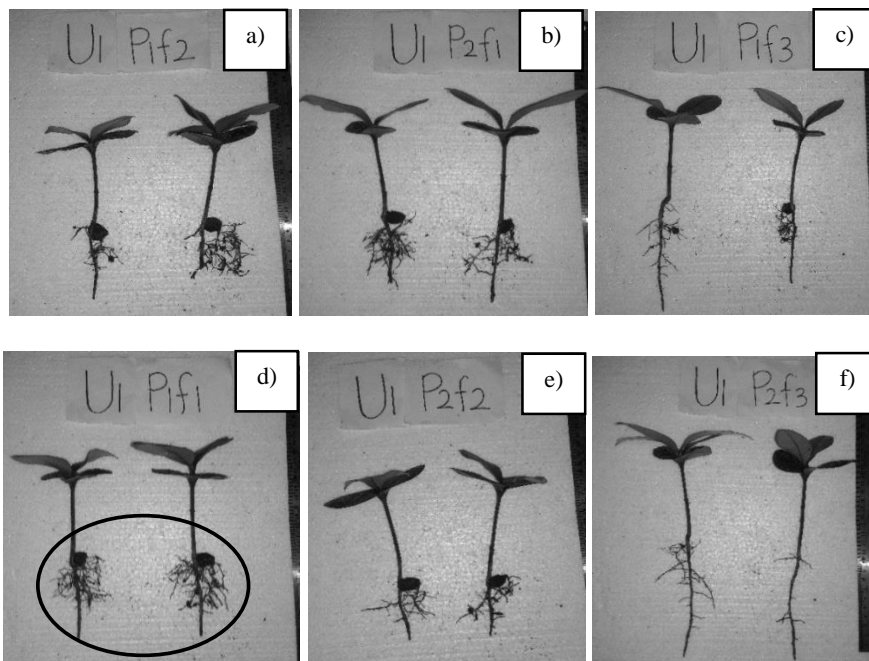 U1 P1f2 a)
U1 P2f1 b)
U1 P1f3 c)
U1 P1f1 d)
U1 P2f2 e)
U1 P2f3 f)